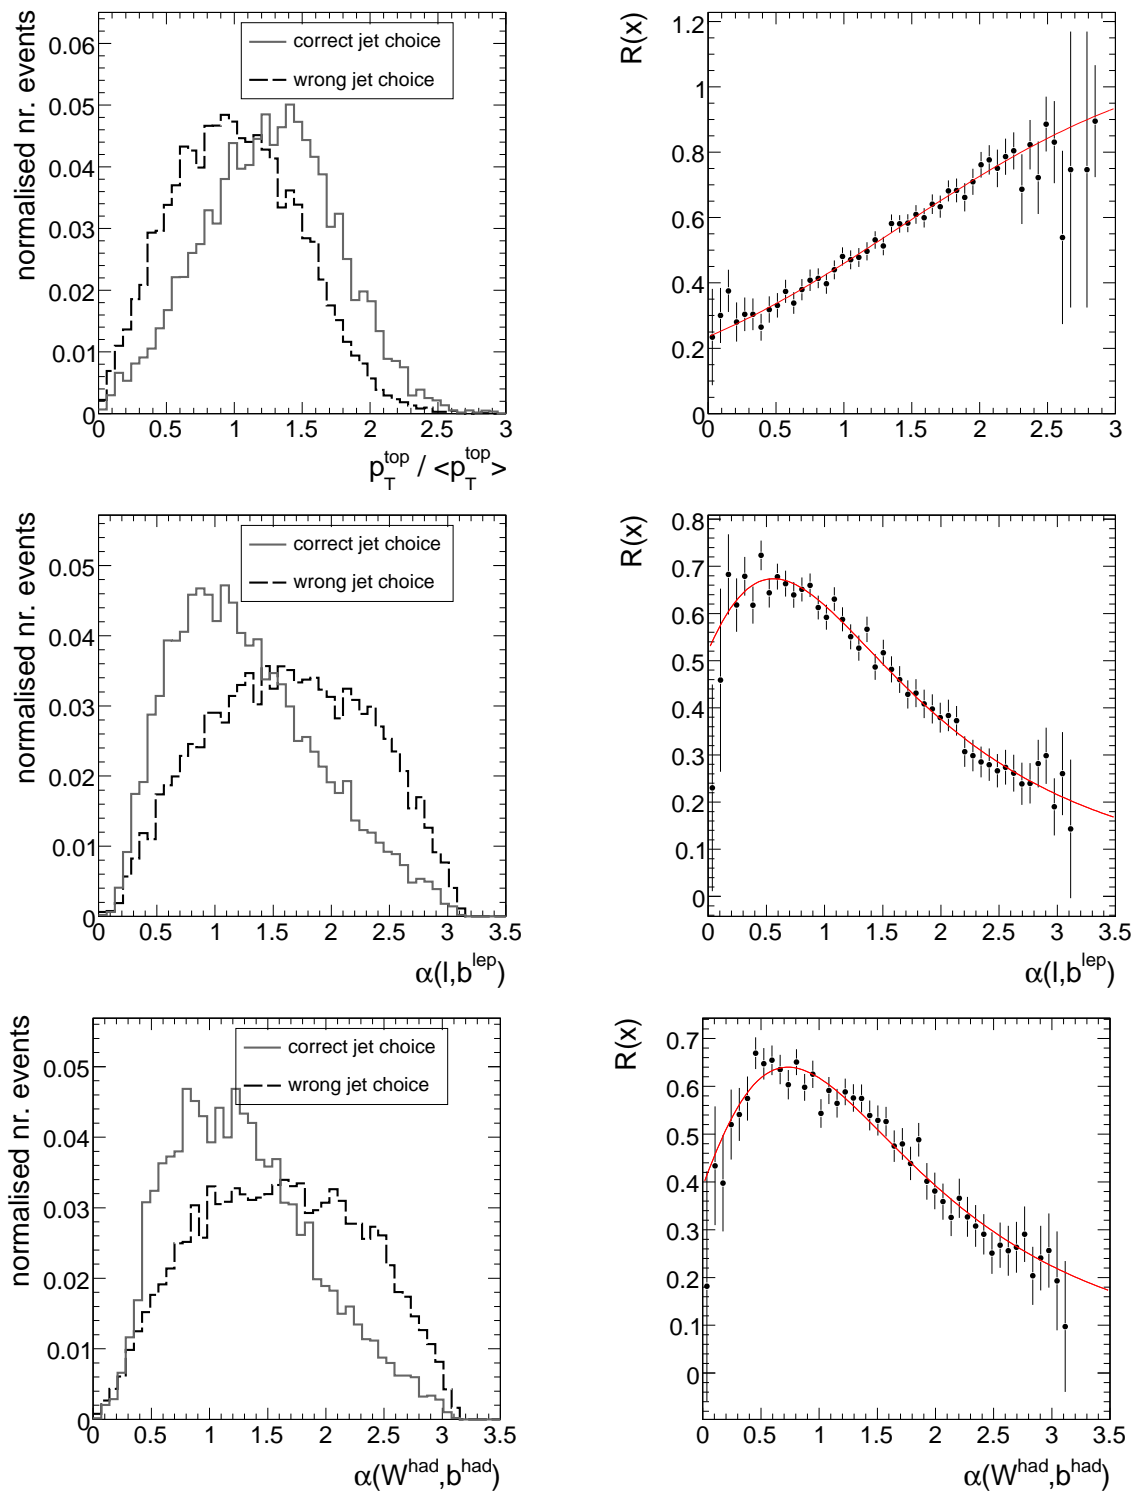 normalised nr. events
0.06
0.05
0.04
0.03
0.02
0.01
0
correct jet choice
wrong jet choice
0 0.5 1 1.5 2 2.5 3
p_T^top / <p_T^top>
R(x)
1.2
1
0.8
0.6
0.4
0.2
0
0 0.5 1 1.5 2 2.5 3
normalised nr. events
0.05
0.04
0.03
0.02
0.01
0
correct jet choice
wrong jet choice
0 0.5 1 1.5 2 2.5 3 3.5
α(l,b^lep)
R(x)
0.8
0.7
0.6
0.5
0.4
0.3
0.2
0.1
0
0 0.5 1 1.5 2 2.5 3 3.5
α(l,b^lep)
normalised nr. events
0.05
0.04
0.03
0.02
0.01
0
correct jet choice
wrong jet choice
0 0.5 1 1.5 2 2.5 3 3.5
α(W^had,b^had)
R(x)
0.7
0.6
0.5
0.4
0.3
0.2
0.1
0
0 0.5 1 1.5 2 2.5 3 3.5
α(W^had,b^had)